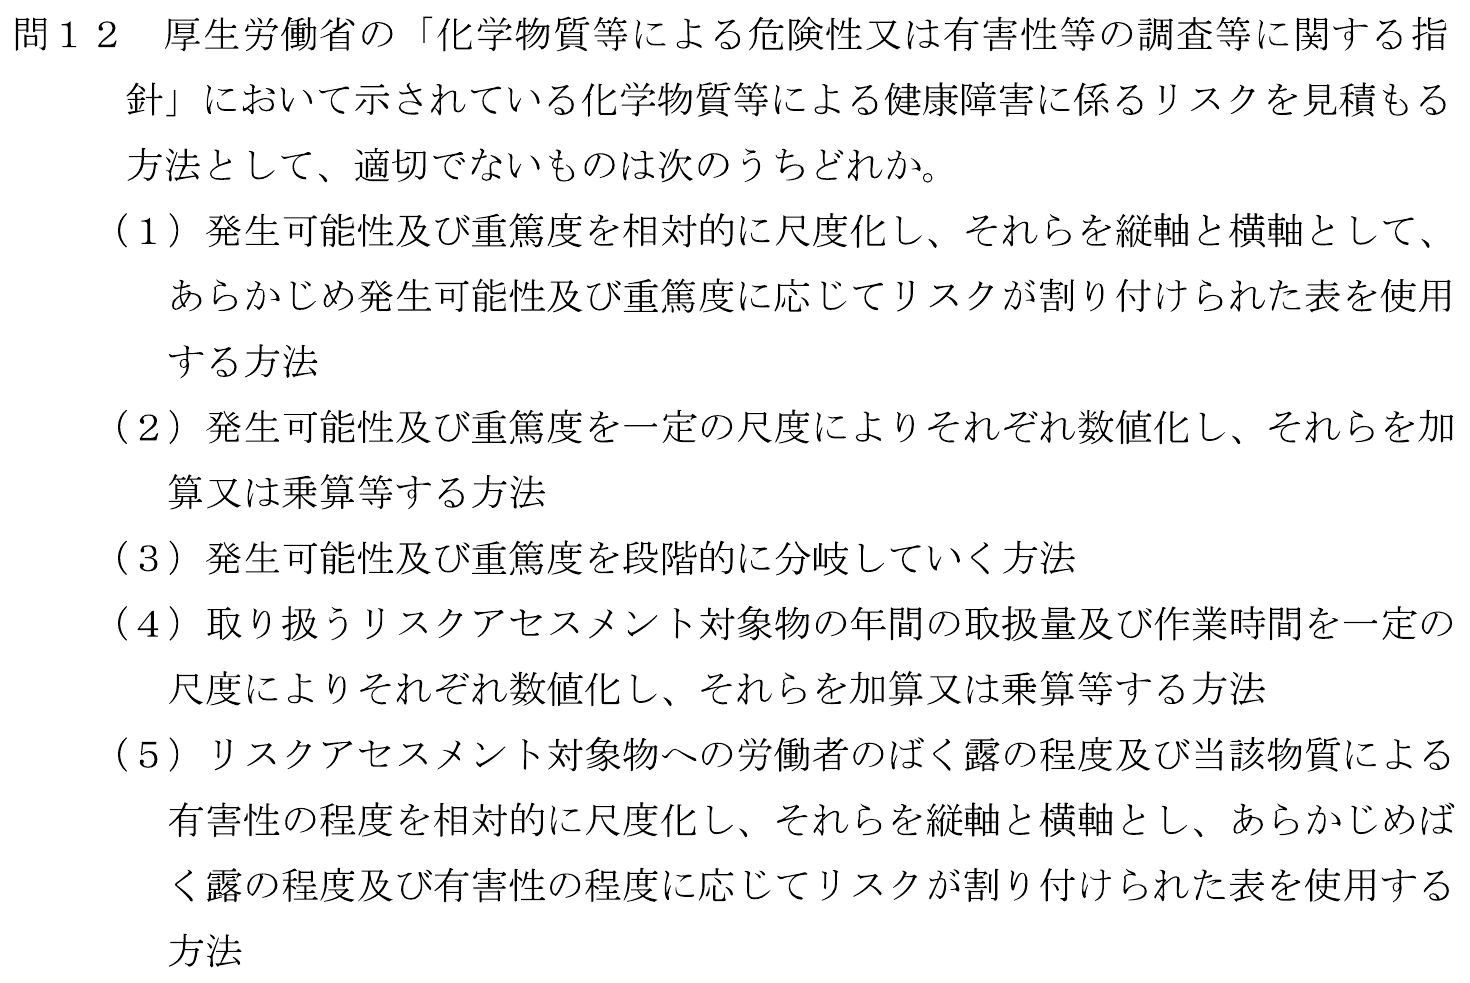 問１２　厚生労働省の「化学物質等による危険性又は有害性等の調査等に関する指
針」において示されている化学物質等による健康障害に係るリスクを見積もる
方法として、適切でないものは次のうちどれか。
（１）発生可能性及び重篤度を相対的に尺度化し、それらを縦軸と横軸として、
あらかじめ発生可能性及び重篤度に応じてリスクが割り付けられた表を使用
する方法
（２）発生可能性及び重篤度を一定の尺度によりそれぞれ数値化し、それらを加
算又は乗算等する方法
（３）発生可能性及び重篤度を段階的に分岐していく方法
（４）取り扱うリスクアセスメント対象物の年間の取扱量及び作業時間を一定の
尺度によりそれぞれ数値化し、それらを加算又は乗算等する方法
（５）リスクアセスメント対象物への労働者のばく露の程度及び当該物質による
有害性の程度を相対的に尺度化し、それらを縦軸と横軸とし、あらかじめば
く露の程度及び有害性の程度に応じてリスクが割り付けられた表を使用する
方法